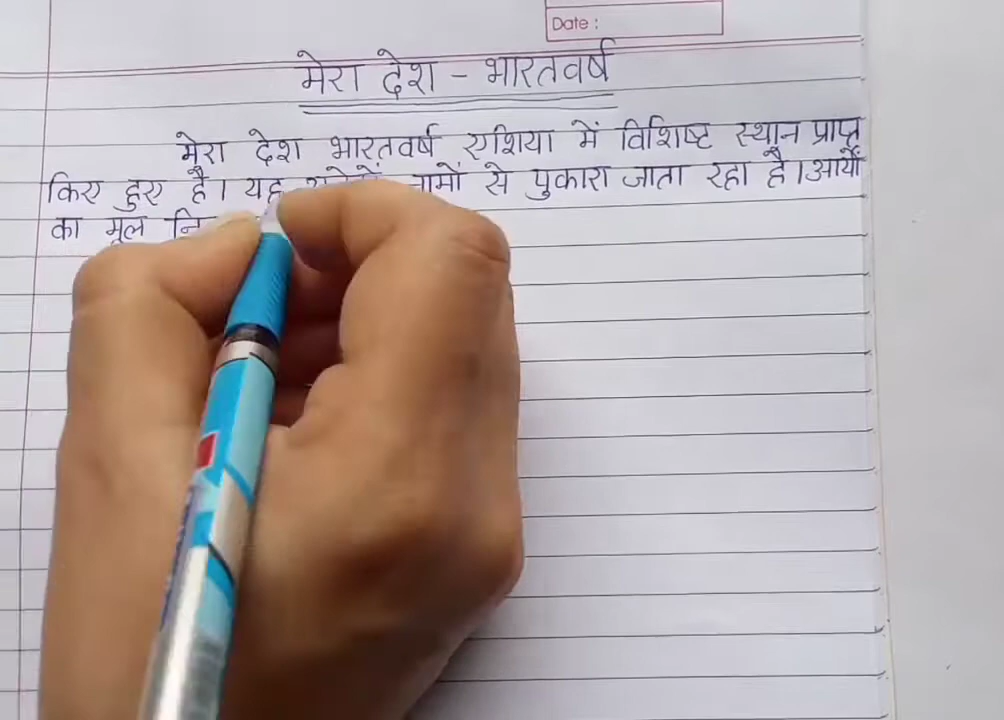 Date :
मेरा देश - भारतवर्ष
मेरा देश भारतवर्ष एशिया में विशिष्ट स्थान प्राप्त
किए हुए है। यह नामों से पुकारा जाता रहा है।आर्यों
का मूल